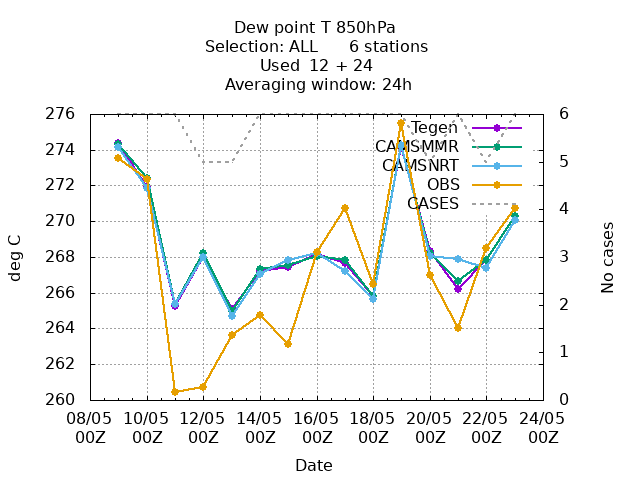 Dew point T 850hPa
Selection: ALL 6 stations
Used 12 + 24
Averaging window: 24h
276
274
272
270
268
266
264
262
260
deg C
6
5
4
3
2
1
0
No cases
Tegen
CAMSMMR
CAMSNRT
OBS
CASES
08/05 10/05 12/05 14/05 16/05 18/05 20/05 22/05 24/05
00Z 00Z 00Z 00Z 00Z 00Z 00Z 00Z 00Z
Date